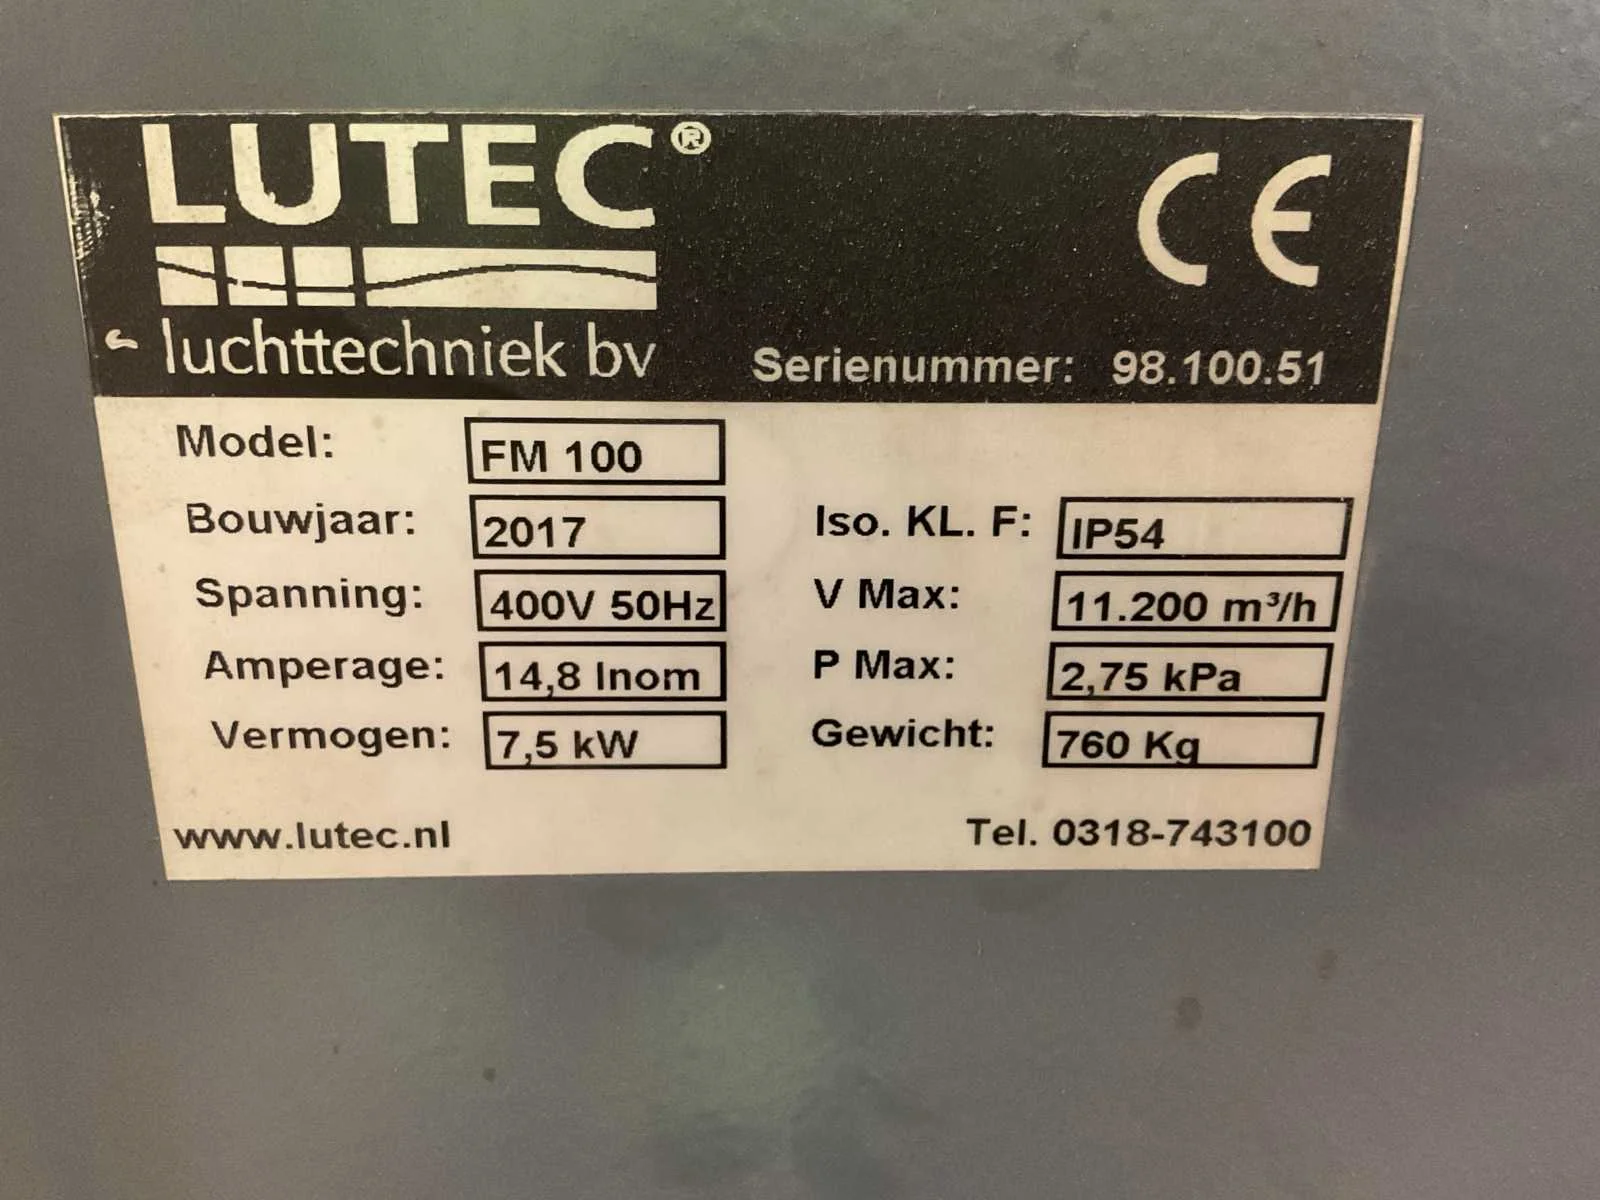 LUTEC®
CE
luchttechniek bv
Serienummer: 98.100.51
Model: FM 100
Bouwjaar: 2017
Iso. KL. F: IP54
Spanning: 400V 50Hz
V Max: 11.200 m³/h
Amperage: 14,8 Inom
P Max: 2,75 kPa
Vermogen: 7,5 kW
Gewicht: 760 Kg
www.lutec.nl
Tel. 0318-743100